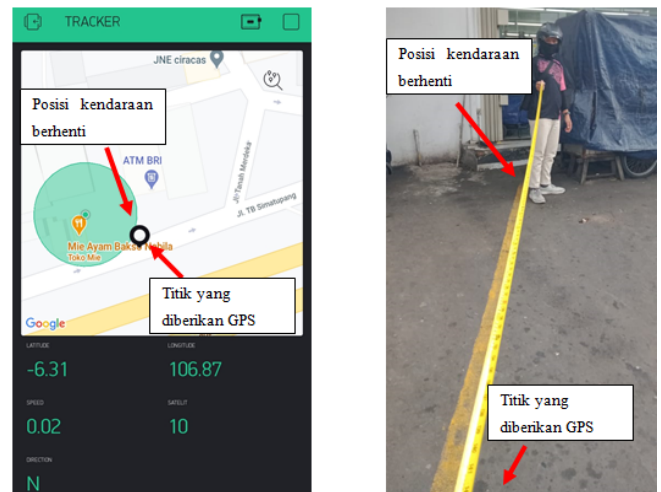 TRACKER
JNE ciracas
Posisi kendaraan
berhenti
ATM BRI
Jl. Tanah Merdeka
Jl. TB Simatupang
Mie Ayam Bakso Nabila
Toko Mie
Titik yang
diberikan GPS
Google
LATITUDE
LONGITUDE
-6.31
106.87
SPEED
SATELIT
0.02
10
DIRECTION
N
Posisi kendaraan
berhenti
Titik yang
diberikan GPS